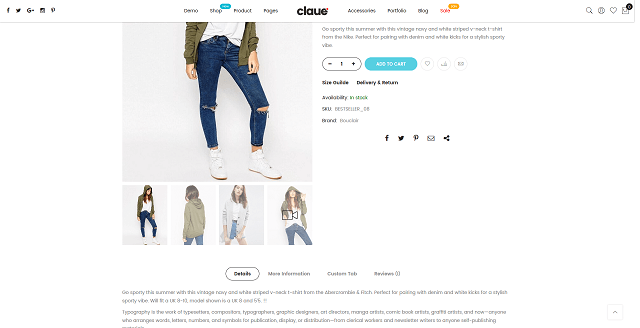 Demo Shop Product Pages claue Accessories Portfolio Blog Sale 0
Go sporty this summer with this vintage navy and white striped v-neck t-shirt
from the Nike. Perfect for pairing with denim and white kicks for a stylish sporty
vibe.
− 1 + ADD TO CART
Size Guilde Delivery & Return
Availability: In stock
SKU: BESTSELLER_08
Brand:
Details More Information Custom Tab Reviews (1)
Go sporty this summer with this vintage navy and white striped v-neck t-shirt from the Abercrombie & Fitch. Perfect for pairing with denim and white kicks for a stylish
sporty vibe. Will fit a UK 8-10, model shown is a UK 8 and 5'5. !!
Typography is the work of typesetters, compositors, typographers, graphic designers, art directors, manga artists, comic book artists, graffiti artists, and now—anyone
who arranges words, letters, numbers, and symbols for publication, display, or distribution—from clerical workers and newsletter writers to anyone self-publishing